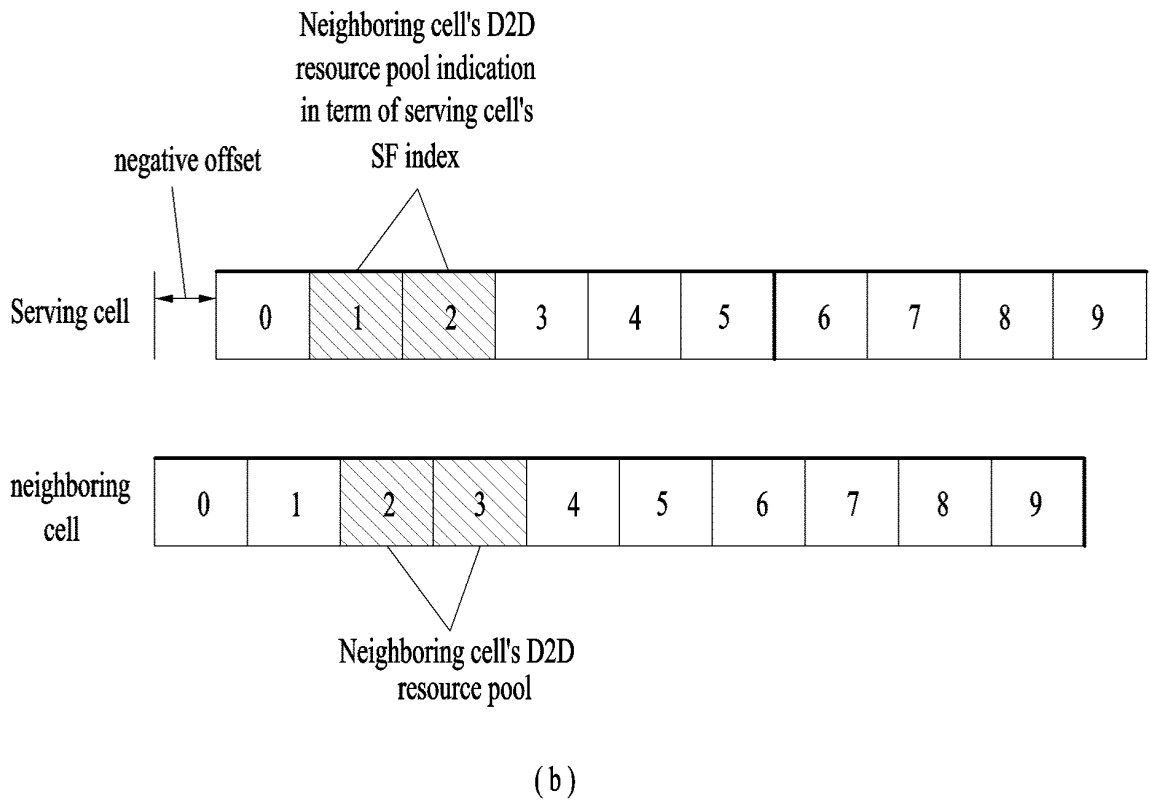 Neighboring cell's D2D
resource pool indication
in term of serving cell's
SF index
negative offset
Serving cell
0 1 2 3 4 5 6 7 8 9
neighboring
cell
0 1 2 3 4 5 6 7 8 9
Neighboring cell's D2D
resource pool
( b )